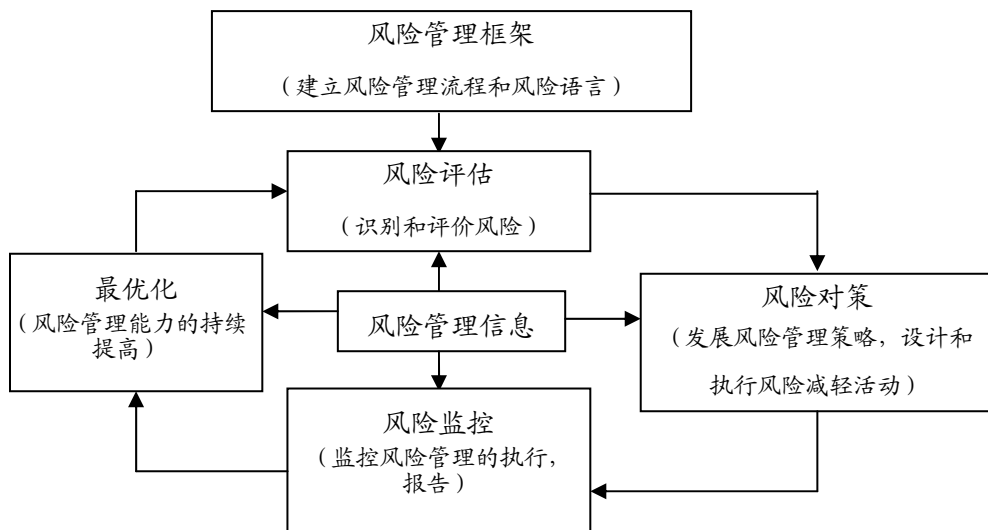 风险管理框架
（建立风险管理流程和风险语言）
风险评估
（识别和评价风险）
最优化
（风险管理能力的持续
提高）
风险管理信息
风险对策
（发展风险管理策略，设计和
执行风险减轻活动）
风险监控
（监控风险管理的执行，
报告）